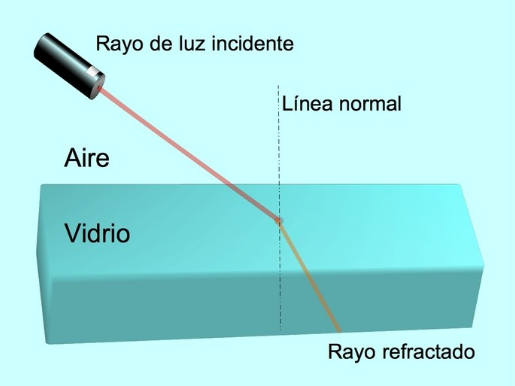 Rayo de luz incidente
Línea normal
Aire
Vidrio
Rayo refractado